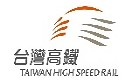 台灣高鐵
TAIWAN HIGH SPEED RAIL